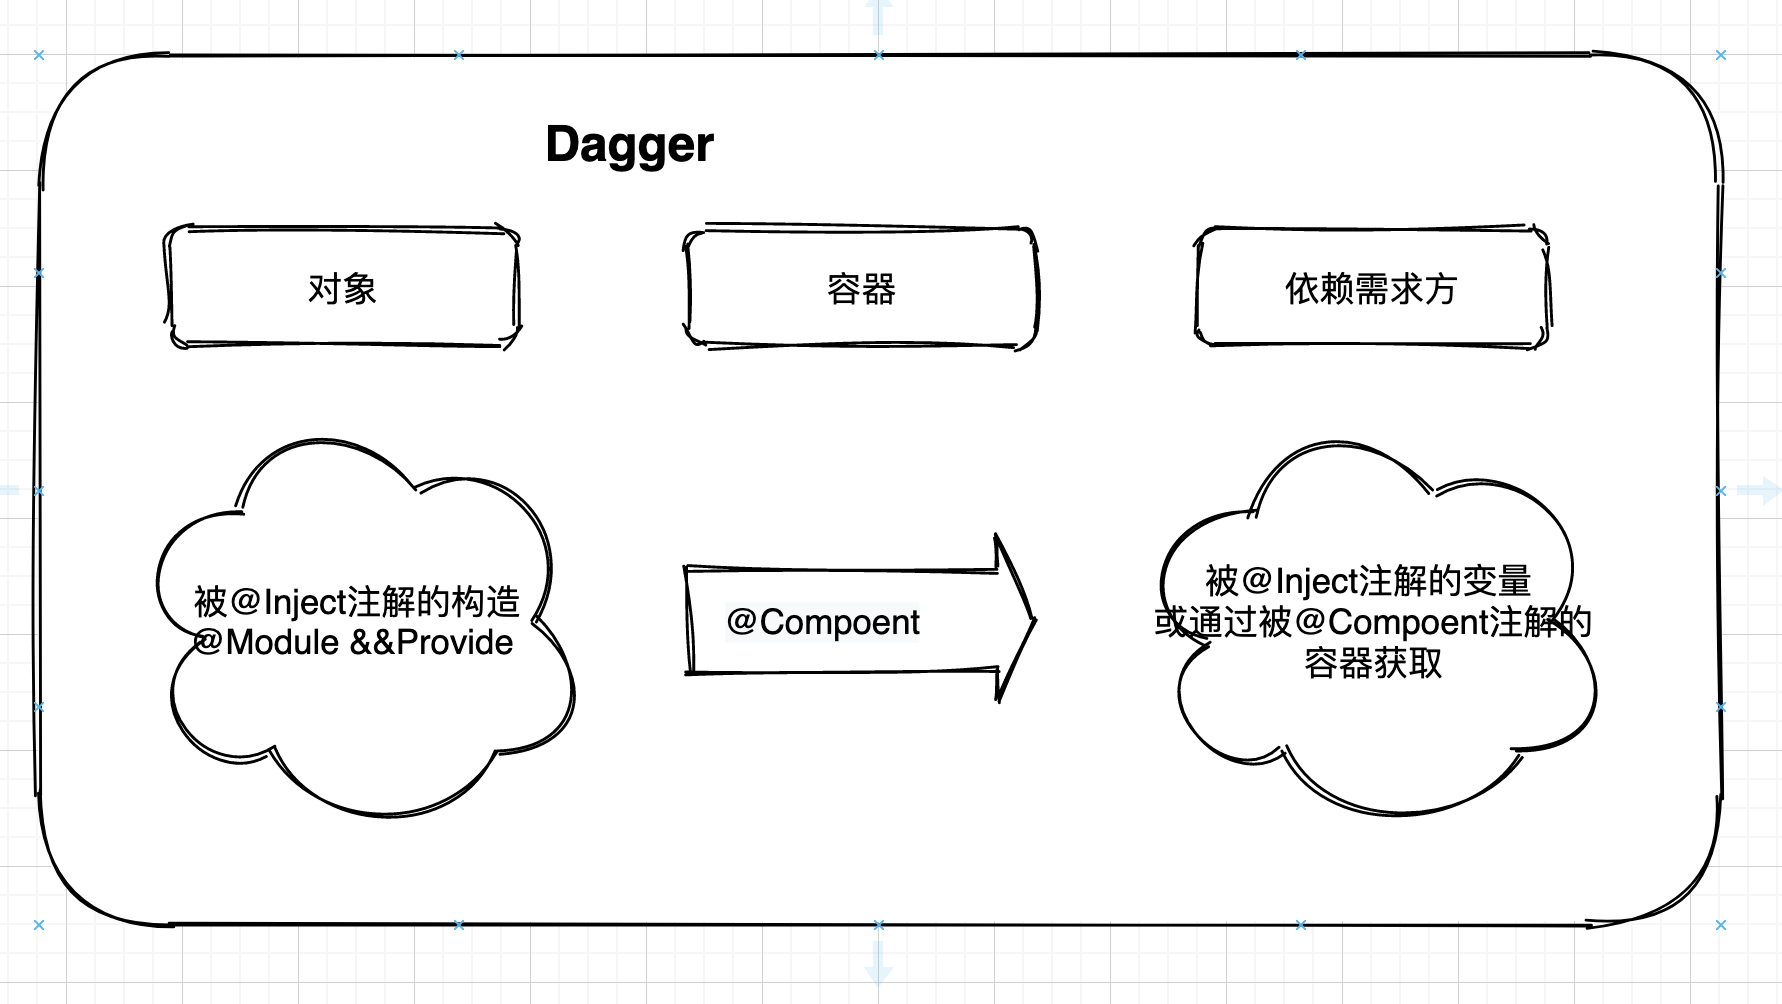 Dagger
对象
容器
依赖需求方
被@Inject注解的构造
@Module &&Provide
@Compoent
被@Inject注解的变量
或通过被@Compoent注解的
容器获取